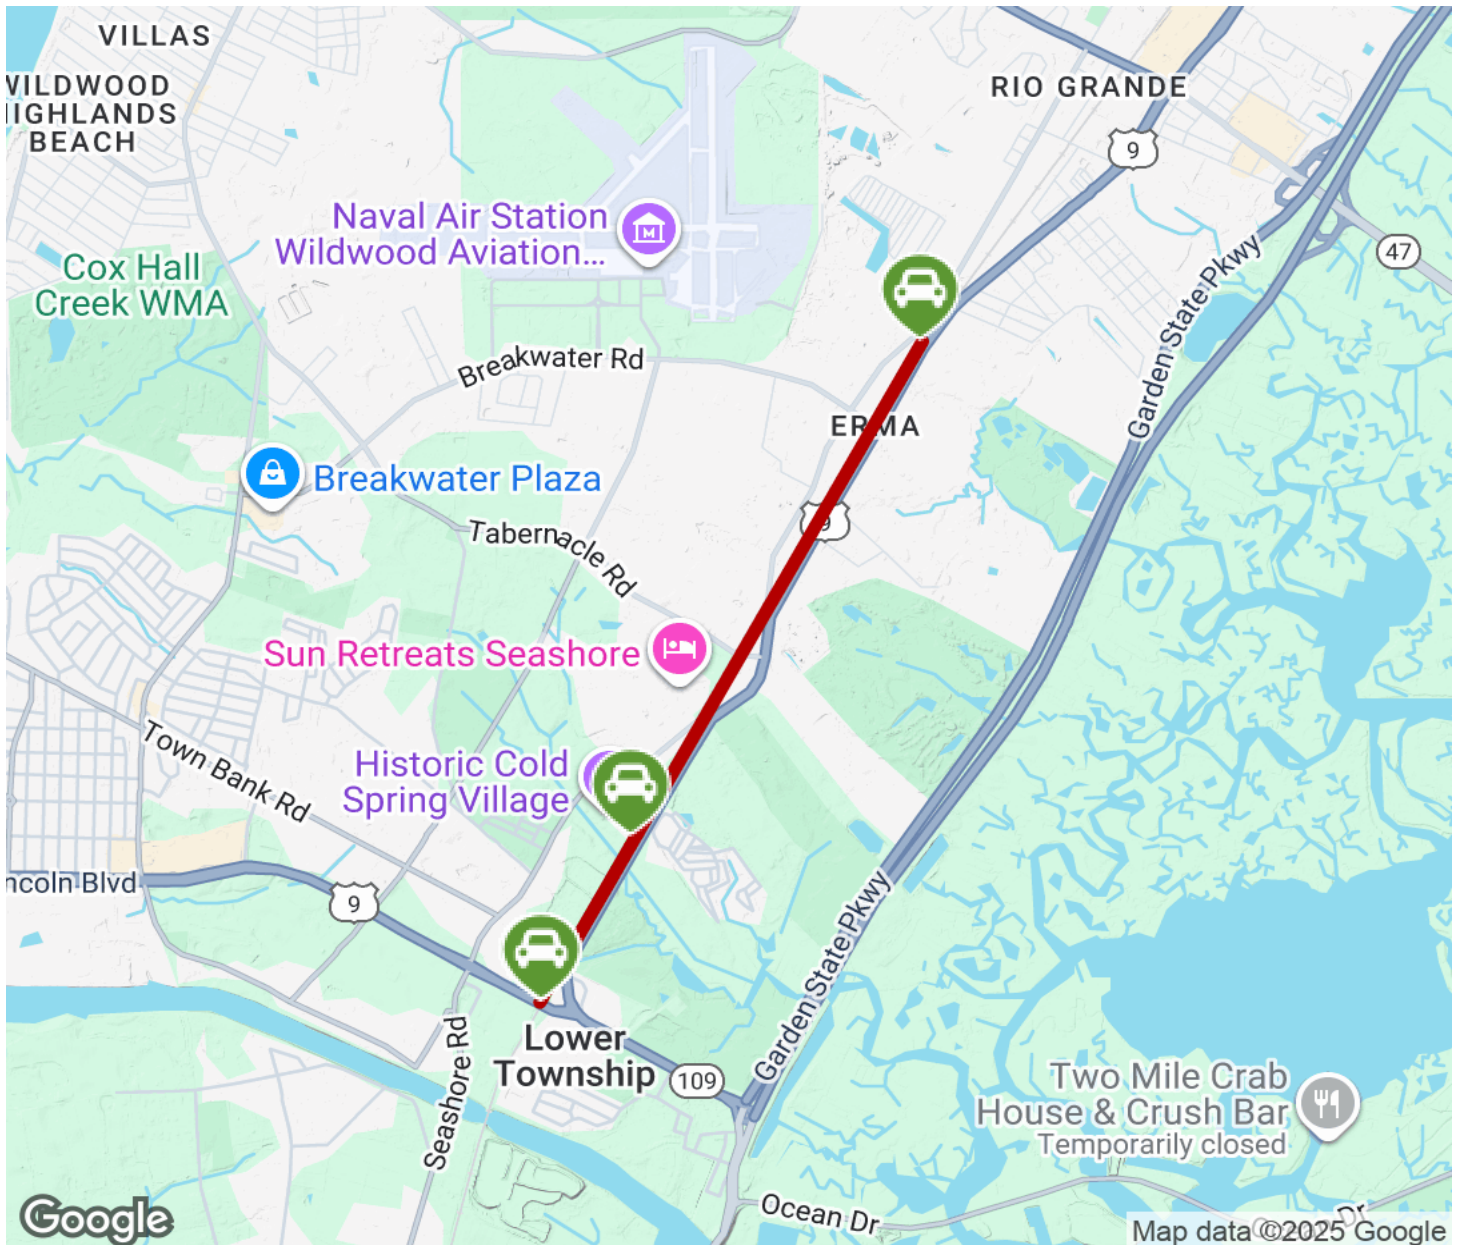 VILLAS
WILDWOOD
HIGHLANDS
BEACH
RIO GRANDE
9
Naval Air Station
Wildwood Aviation...
47
Cox Hall
Creek WMA
Garden State Pkwy
Breakwater Rd
ERMA
Breakwater Plaza
9
Tabernacle Rd
Sun Retreats Seashore
Town Bank Rd
Historic Cold
Spring Village
ncoln Blvd
9
Garden State Pkwy
Lower
Township
109
Seashore Rd
Two Mile Crab
House & Crush Bar
Temporarily closed
Ocean Dr
Google
Map data ©2025 Google